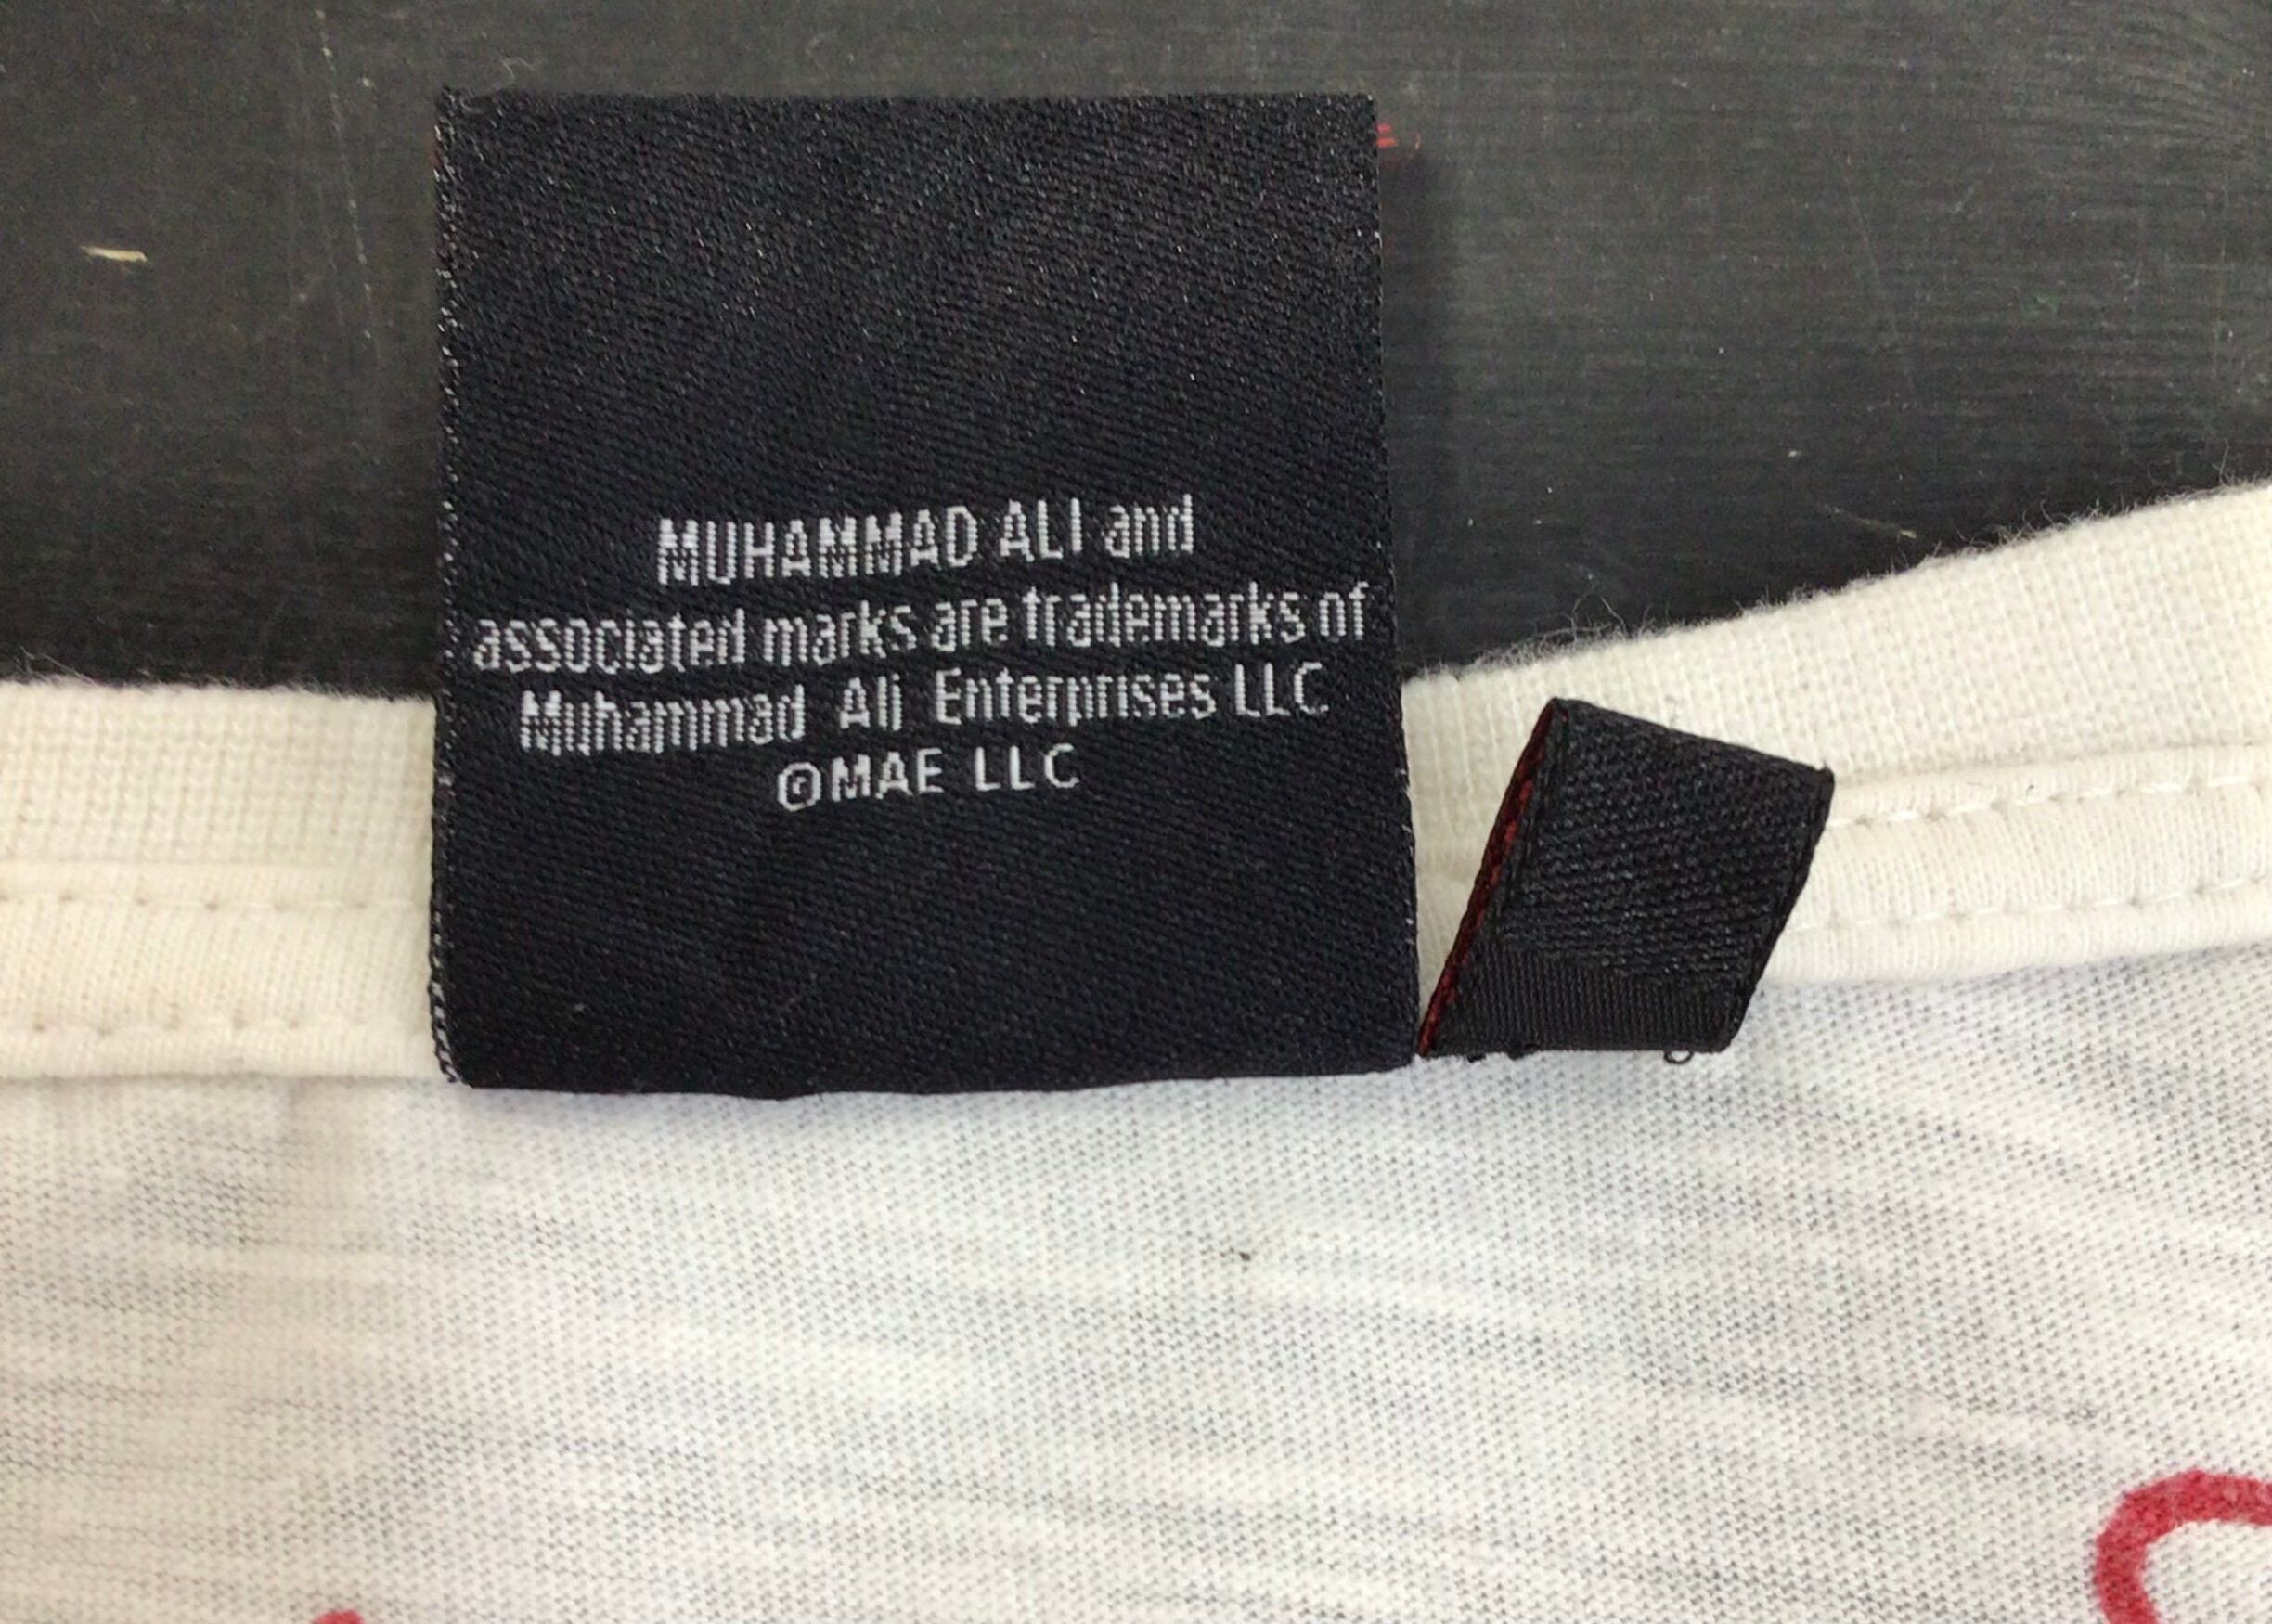 MUHAMMAD ALI and
associated marks are trademarks of
Muhammad Ali Enterprises LLC
©MAE LLC